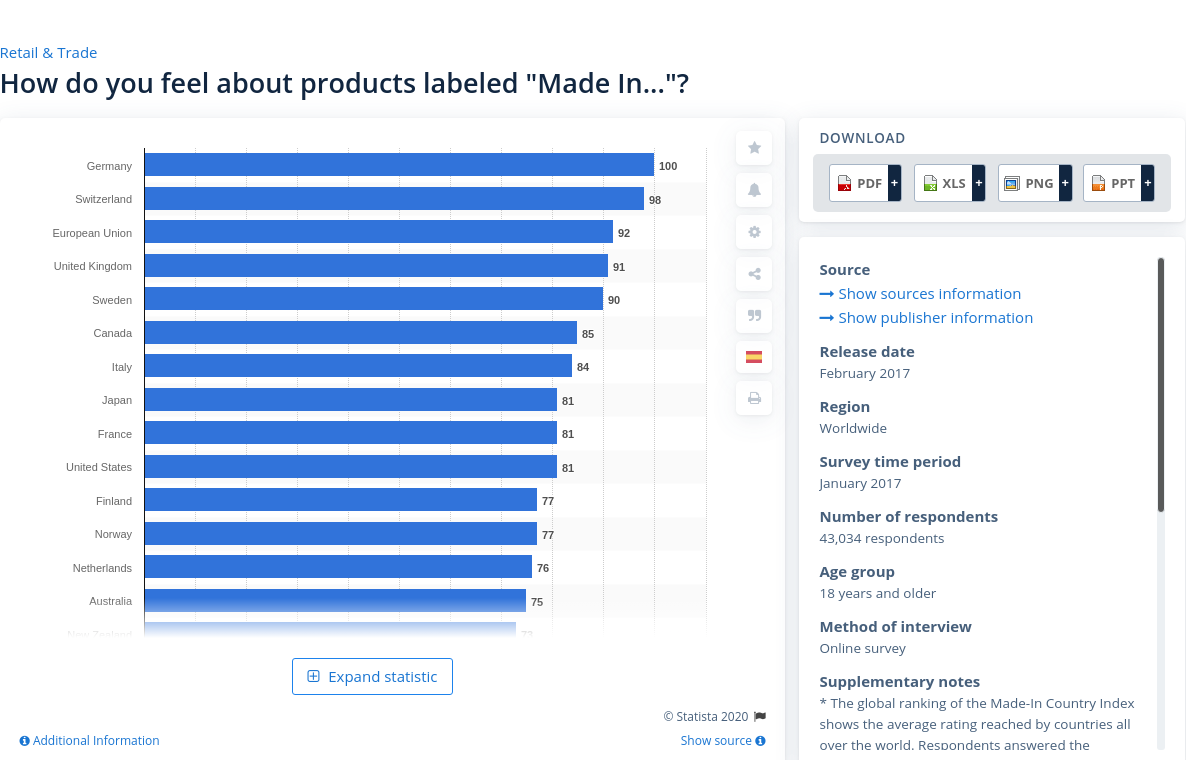 Retail & Trade
How do you feel about products labeled "Made In..."?
Germany 100
Switzerland 98
European Union 92
United Kingdom 91
Sweden 90
Canada 85
Italy 84
Japan 81
France 81
United States 81
Finland 77
Norway 77
Netherlands 76
Australia 75
New Zealand 73
Expand statistic
© Statista 2020
Additional Information
Show source
DOWNLOAD
PDF + XLS + PNG + PPT +
Source
Show sources information
Show publisher information
Release date
February 2017
Region
Worldwide
Survey time period
January 2017
Number of respondents
43,034 respondents
Age group
18 years and older
Method of interview
Online survey
Supplementary notes
* The global ranking of the Made-In Country Index
shows the average rating reached by countries all
over the world. Respondents answered the